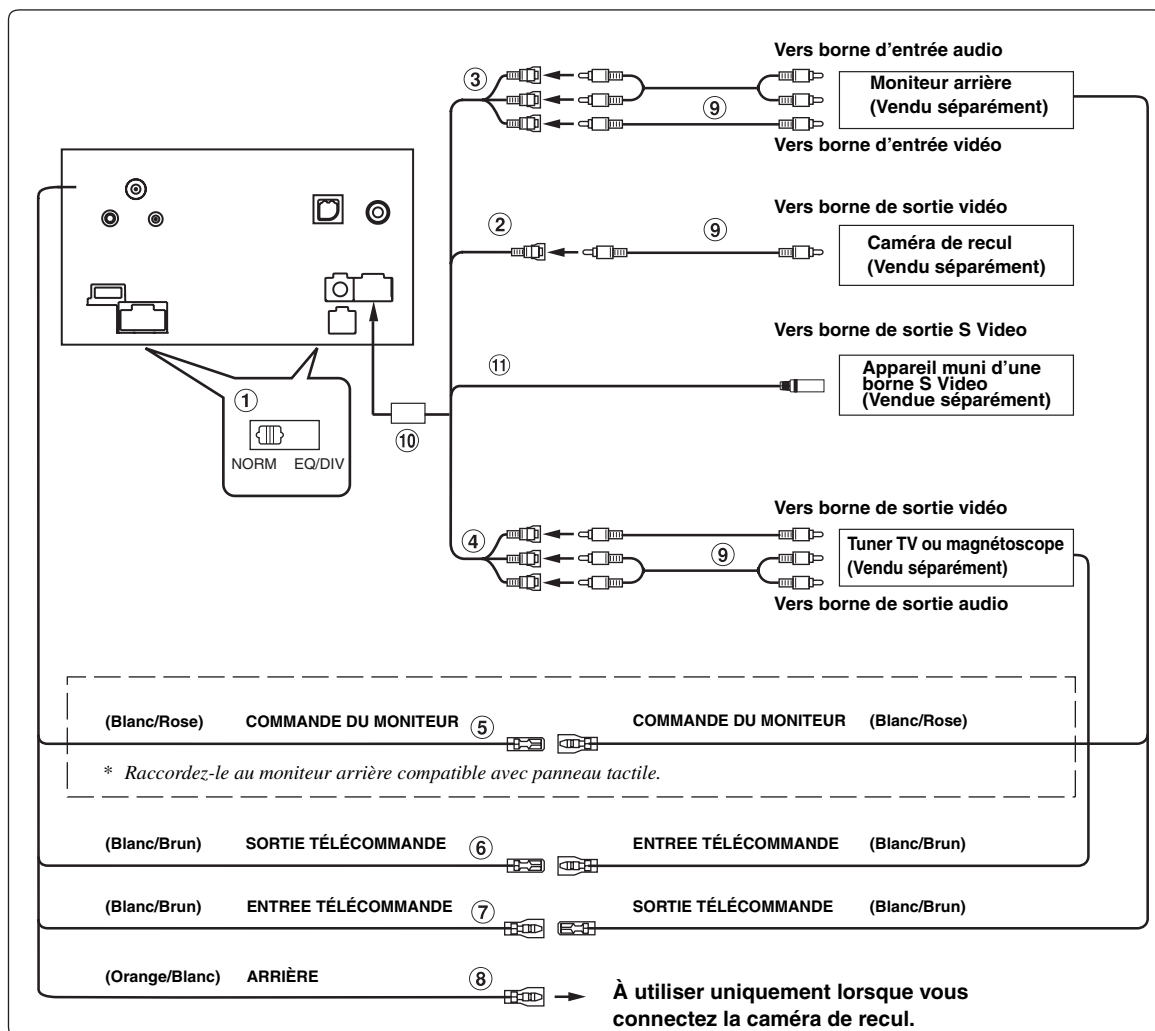 Vers borne d'entrée audio
③
Moniteur arrière
(Vendu séparément)
⑨
Vers borne d'entrée vidéo
Vers borne de sortie vidéo
②
⑨
Caméra de recul
(Vendu séparément)
Vers borne de sortie S Video
⑪
Appareil muni d'une
borne S Video
(Vendue séparément)
①
NORM EQ/DIV
⑩
Vers borne de sortie vidéo
④
⑨
Tuner TV ou magnétoscope
(Vendu séparément)
Vers borne de sortie audio
(Blanc/Rose) COMMANDE DU MONITEUR ⑤ COMMANDE DU MONITEUR (Blanc/Rose)
* Raccordez-le au moniteur arrière compatible avec panneau tactile.
(Blanc/Brun) SORTIE TÉLÉCOMMANDE ⑥ ENTREE TÉLÉCOMMANDE (Blanc/Brun)
(Blanc/Brun) ENTREE TÉLÉCOMMANDE ⑦ SORTIE TÉLÉCOMMANDE (Blanc/Brun)
(Orange/Blanc) ARRIÈRE ⑧
À utiliser uniquement lorsque vous
connectez la caméra de recul.